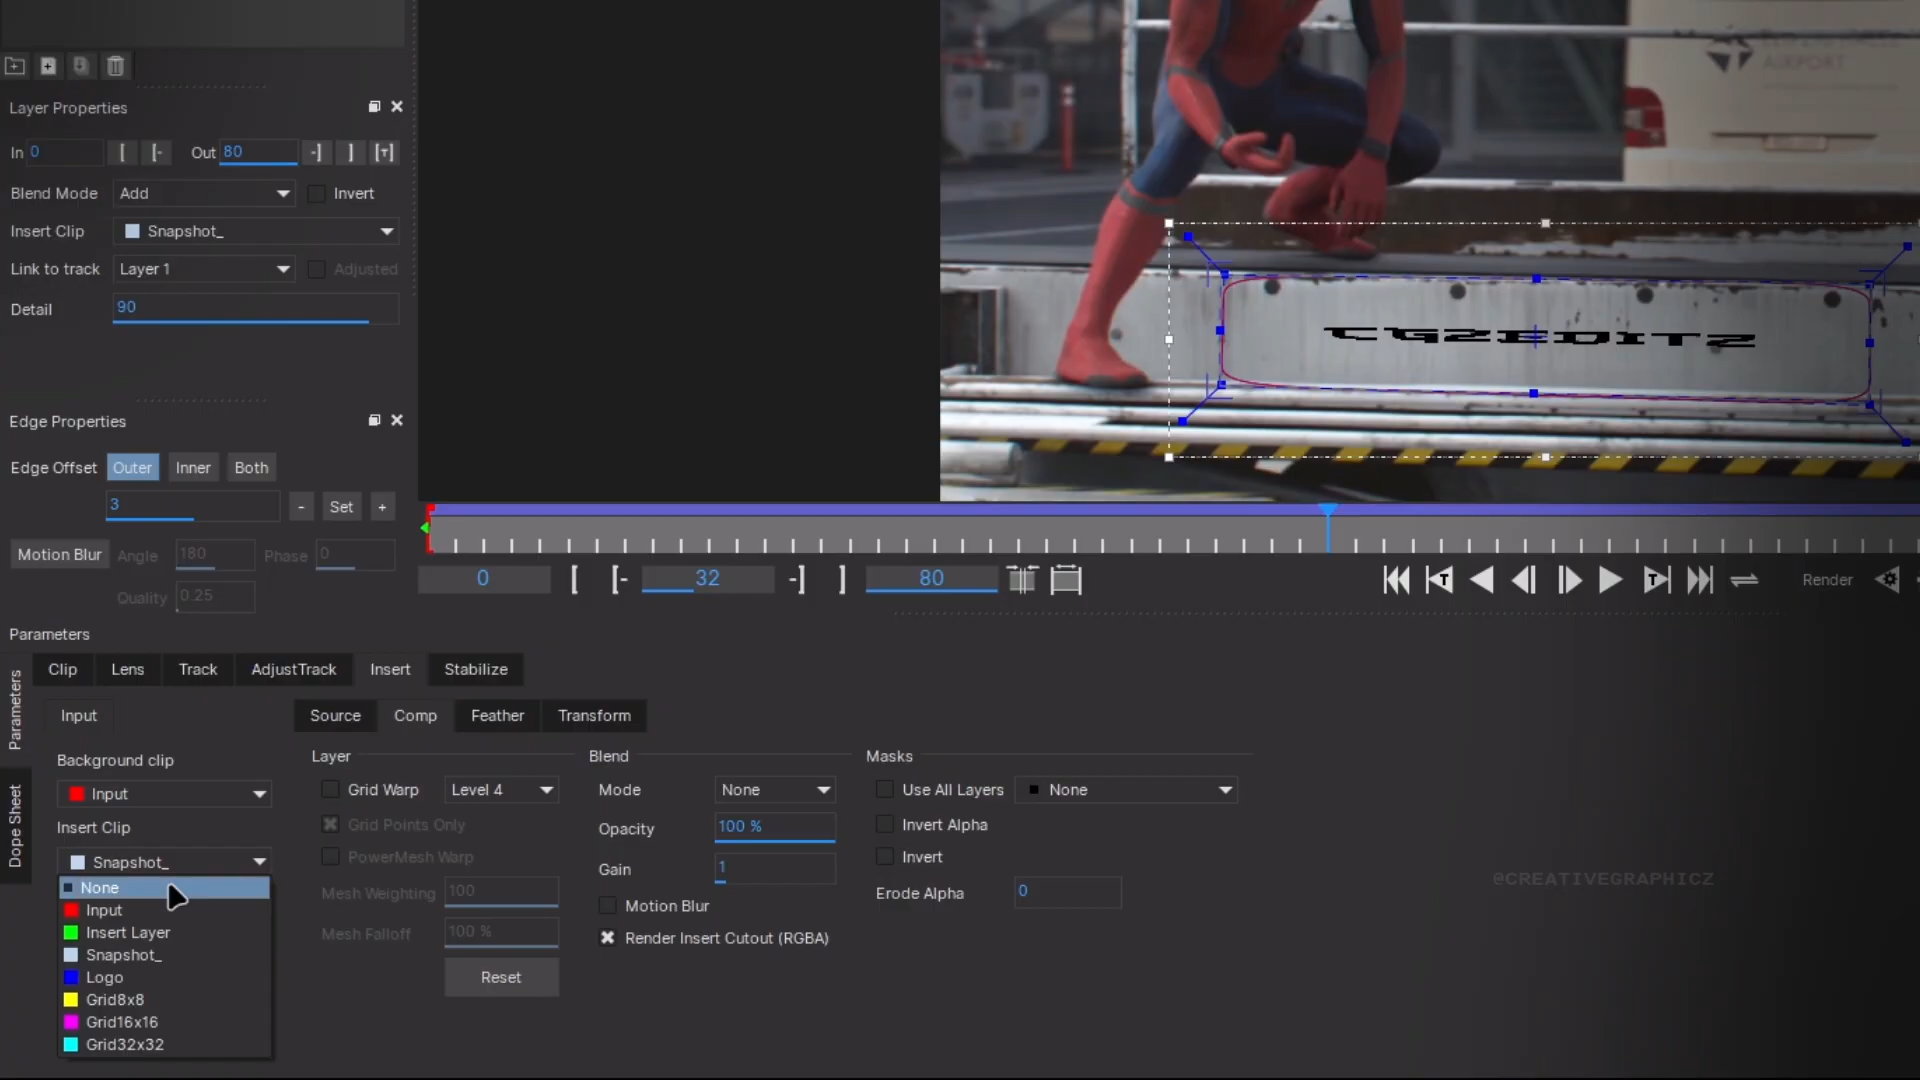 AIRPORT
Layer Properties
In 0 [ [- Out 80 -] ] [T]
Blend Mode Add Invert
Insert Clip Snapshot_
Link to track Layer 1 Adjusted
Detail 90
CGZEDITZ
Edge Properties
Edge Offset Outer Inner Both
3 - Set +
Motion Blur Angle 180 Phase 0
Quality 0.25
0 [ [- 32 -] ] 80 Render
Parameters
Clip Lens Track AdjustTrack Insert Stabilize
Parameters
Dope Sheet
Input
Source Comp Feather Transform
Background clip
Input
Insert Clip
Snapshot_
None
Input
Insert Layer
Snapshot_
Logo
Grid8x8
Grid16x16
Grid32x32
Layer
Grid Warp Level 4
Grid Points Only
PowerMesh Warp
Mesh Weighting 100
Mesh Falloff 100 %
Reset
Blend
Mode None
Opacity 100 %
Gain 1
Motion Blur
Render Insert Cutout (RGBA)
Masks
Use All Layers None
Invert Alpha
Invert
Erode Alpha 0
@CREATIVEGRAPHICZ